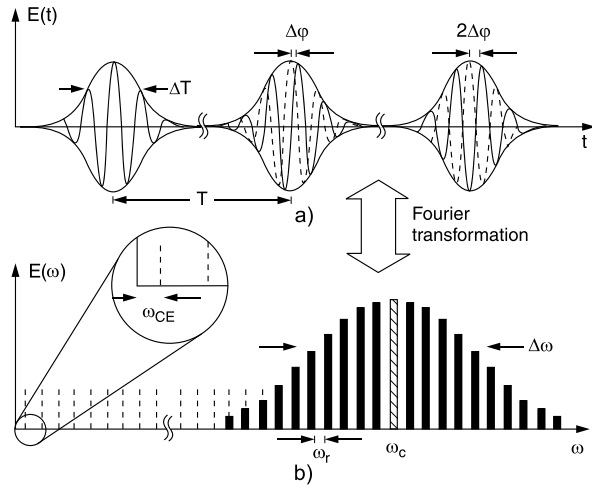 E(t)
Δφ
2Δφ
ΔT
t
T
a)
Fourier
transformation
E(ω)
ω_CE
Δω
ω_r
ω_c
ω
b)